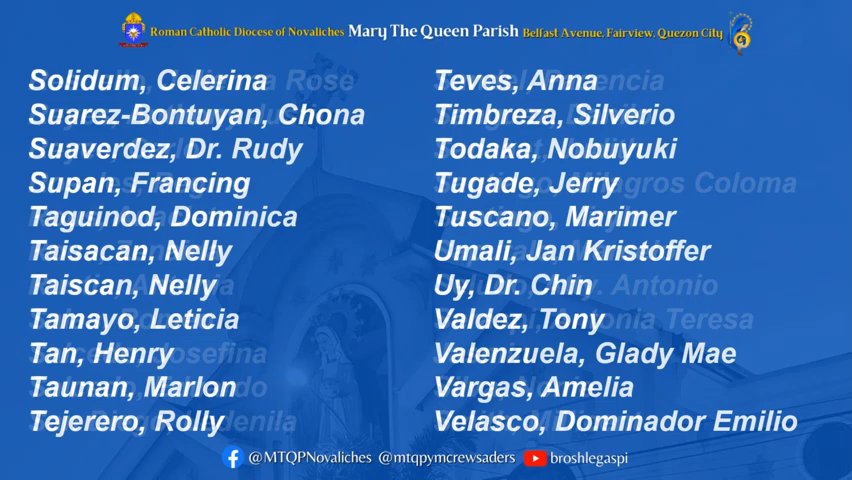 Roman Catholic Diocese of Novaliches Mary The Queen Parish Belfast Avenue, Fairview, Quezon City
Solidum, Celerina
Suarez-Bontuyan, Chona
Suaverdez, Dr. Rudy
Supan, Fraecing
Taguinod, Dominica
Taisacan, Nelly
Taiscan, Nelly
Tamayo, Leticia
Tan, Henry
Taunan, Marlon
Tejerero, Rolly
Teves, Anna
Timbreza, Silverio
Todaka, Nobuyuki
Tugade, Jerry
Tuscano, Marimer
Umali, Jan Kristoffer
Uy, Dr. Chin
Valdez, Tony
Valenzuela, Glady Mae
Vargas, Amelia
Velasco, Dominador Emilio
@MTQPNovaliches @mtqpymcrewsaders broshlegaspi